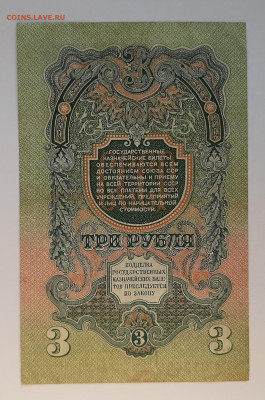 COINS.LAVE.RU
3
ГОСУДАРСТВЕННЫЕ
КАЗНАЧЕЙСКИЕ БИЛЕТЫ
ОБЕСПЕЧИВАЮТСЯ ВСЕМ
ДОСТОЯНИЕМ СОЮЗА ССР
И ОБЯЗАТЕЛЬНЫ К ПРИЕМУ
НА ВСЕЙ ТЕРРИТОРИИ СССР
ВО ВСЕ ПЛАТЕЖИ ДЛЯ ВСЕХ
УЧРЕЖДЕНИЙ, ПРЕДПРИЯТИЙ
И ЛИЦ ПО НАРИЦАТЕЛЬНОЙ
СТОИМОСТИ.
ТРИ РУБЛЯ
ПОДДЕЛКА
ГОСУДАРСТВЕННЫХ
КАЗНАЧЕЙСКИХ БИЛЕ
ТОВ ПРЕСЛЕДУЕТСЯ
ПО ЗАКОНУ
3 3 3